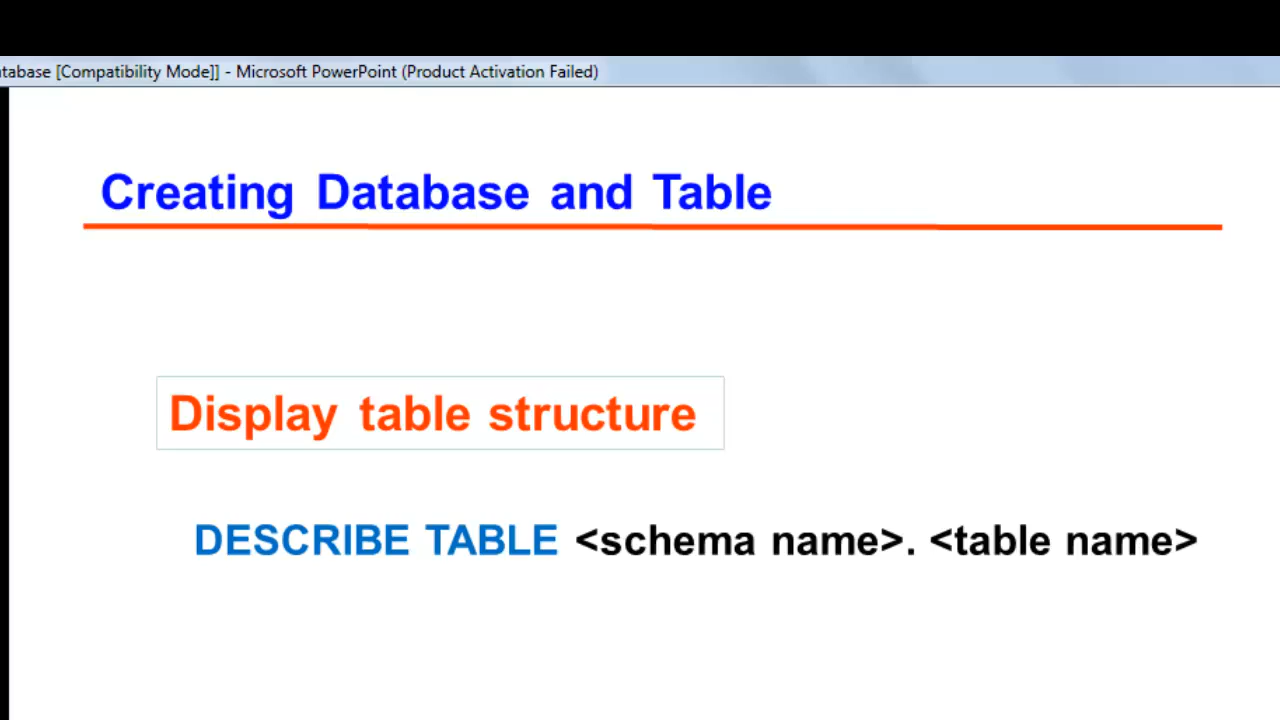 [Compatibility Mode]] - Microsoft PowerPoint (Product Activation Failed)
Creating Database and Table
Display table structure
DESCRIBE TABLE <schema name>. <table name>